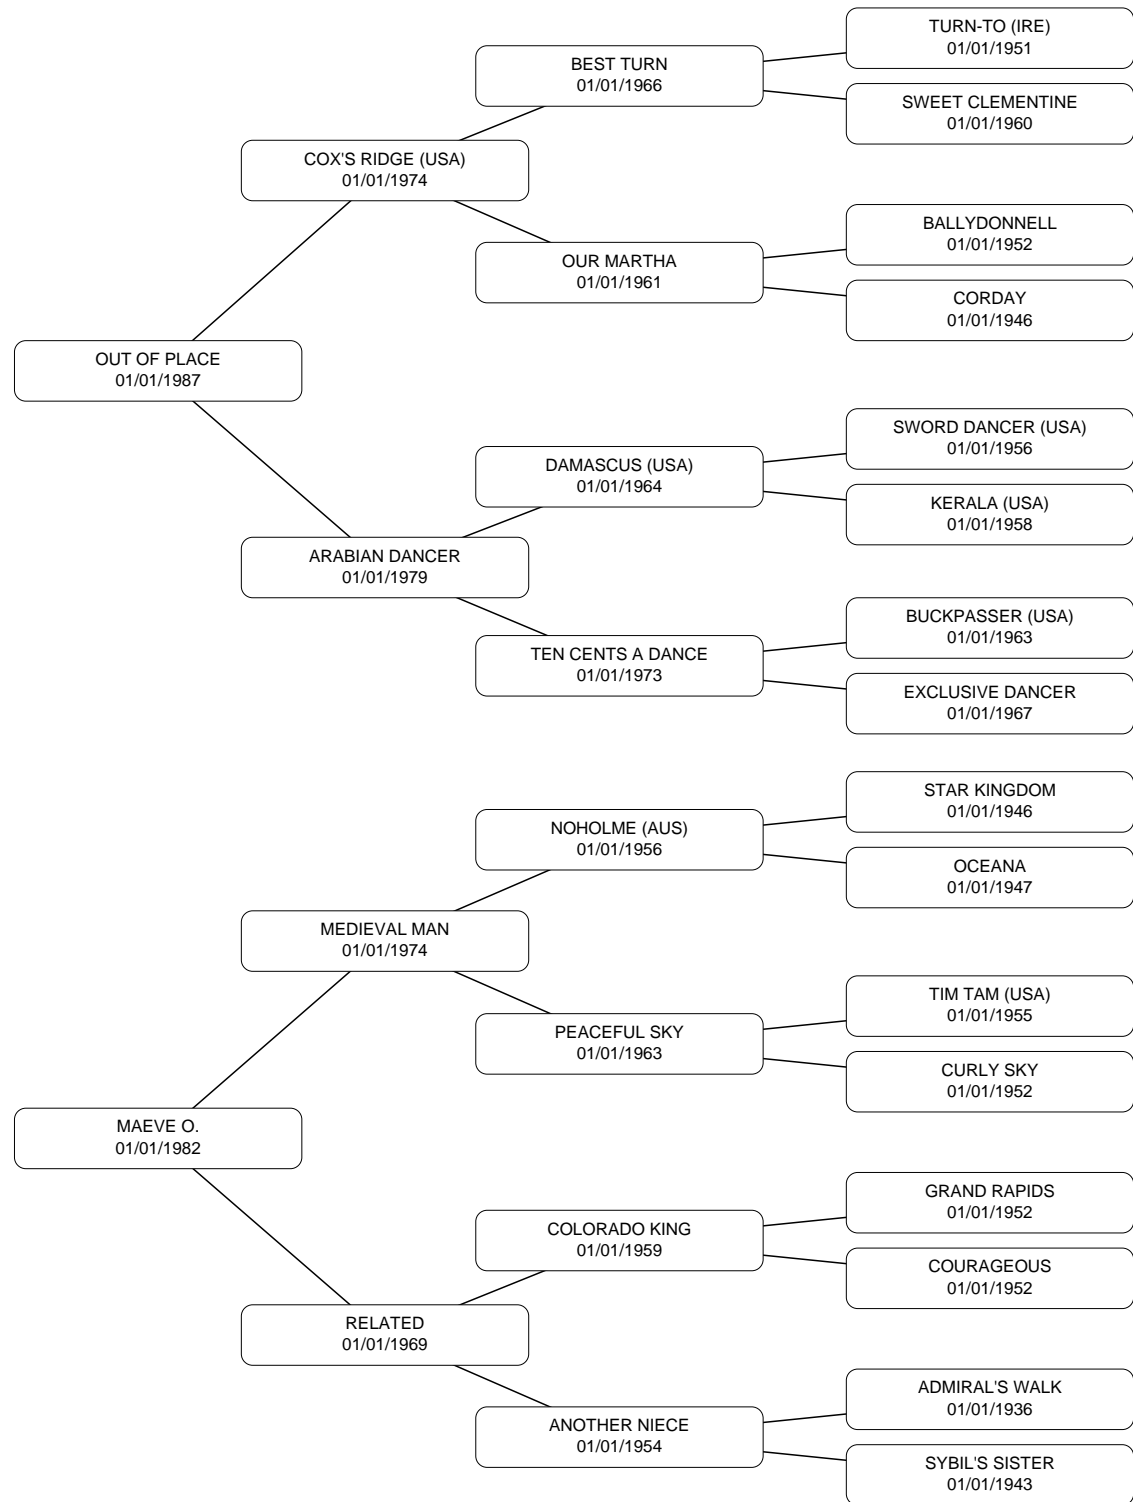 TURN-TO (IRE)
01/01/1951
BEST TURN
01/01/1966
SWEET CLEMENTINE
01/01/1960
COX'S RIDGE (USA)
01/01/1974
BALLYDONNELL
01/01/1952
OUR MARTHA
01/01/1961
CORDAY
01/01/1946
OUT OF PLACE
01/01/1987
SWORD DANCER (USA)
01/01/1956
DAMASCUS (USA)
01/01/1964
KERALA (USA)
01/01/1958
ARABIAN DANCER
01/01/1979
BUCKPASSER (USA)
01/01/1963
TEN CENTS A DANCE
01/01/1973
EXCLUSIVE DANCER
01/01/1967
STAR KINGDOM
01/01/1946
NOHOLME (AUS)
01/01/1956
OCEANA
01/01/1947
MEDIEVAL MAN
01/01/1974
TIM TAM (USA)
01/01/1955
PEACEFUL SKY
01/01/1963
CURLY SKY
01/01/1952
MAEVE O.
01/01/1982
GRAND RAPIDS
01/01/1952
COLORADO KING
01/01/1959
COURAGEOUS
01/01/1952
RELATED
01/01/1969
ADMIRAL'S WALK
01/01/1936
ANOTHER NIECE
01/01/1954
SYBIL'S SISTER
01/01/1943